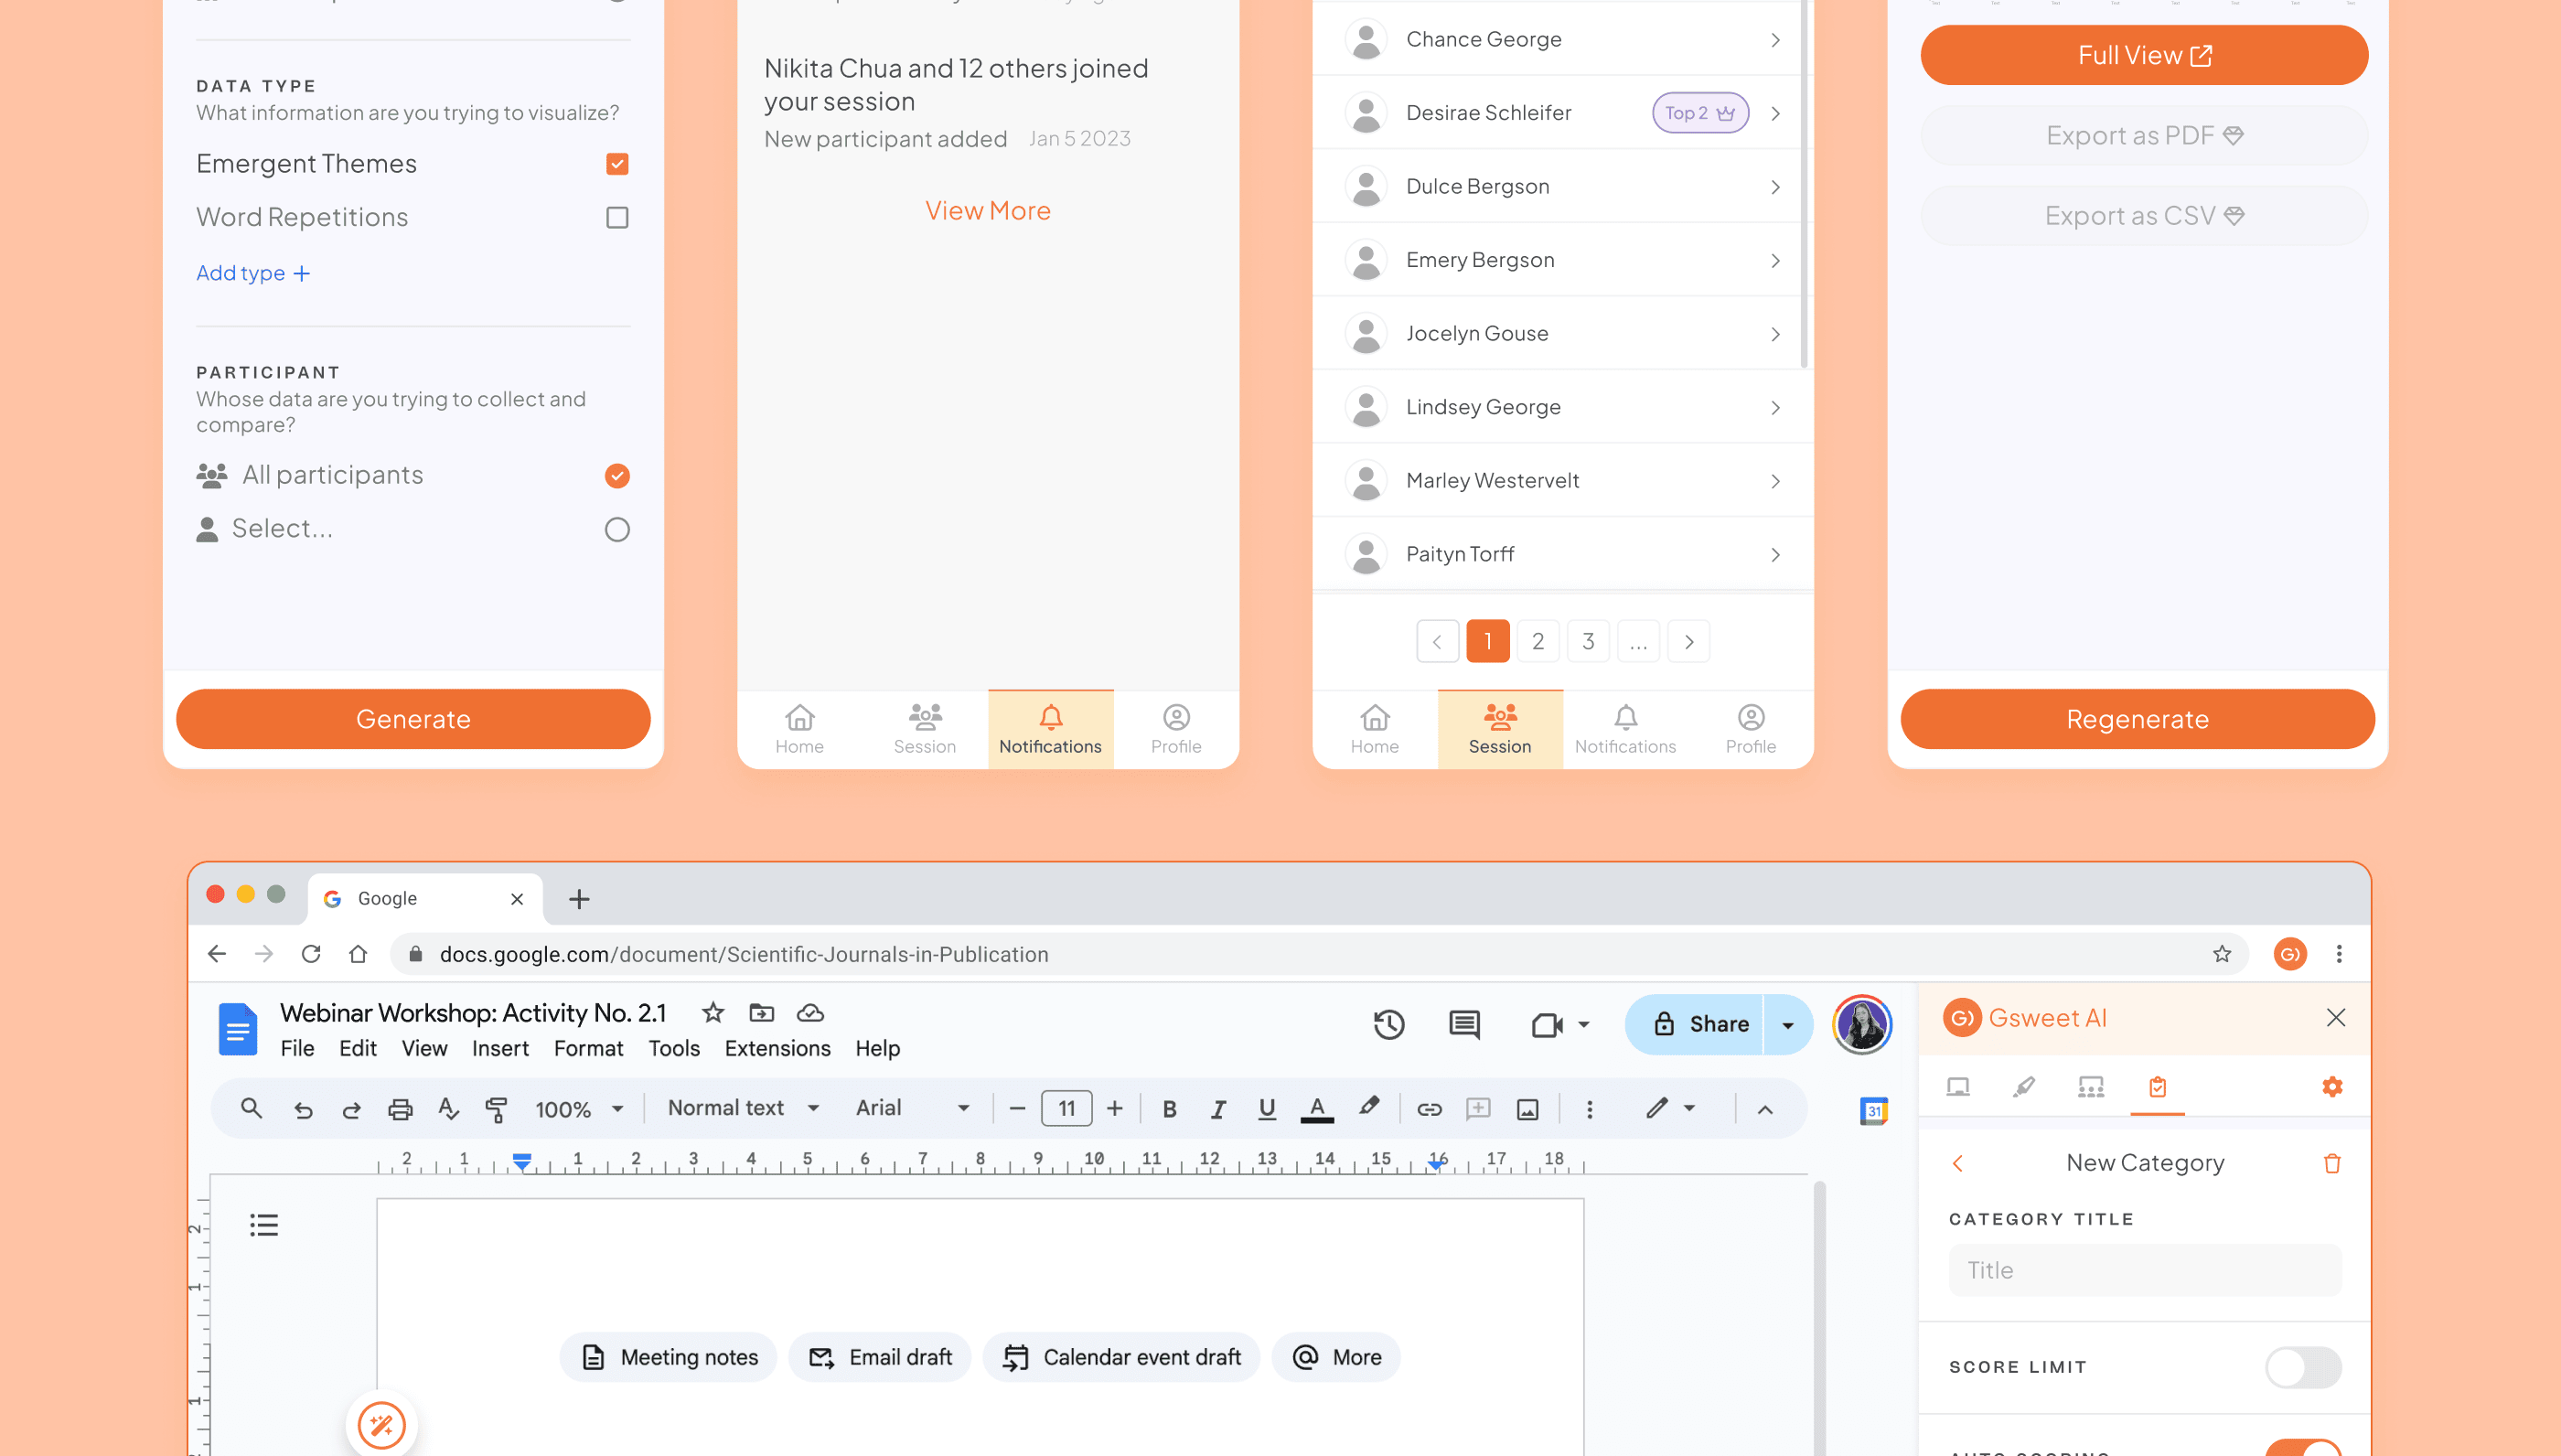 DATA TYPE
What information are you trying to visualize?
Emergent Themes
Word Repetitions
Add type +
PARTICIPANT
Whose data are you trying to collect and
compare?
All participants
Select...
Generate
Nikita Chua and 12 others joined
your session
New participant added Jan 5 2023
View More
Home Session Notifications Profile
Chance George
Desirae Schleifer Top 2
Dulce Bergson
Emery Bergson
Jocelyn Gouse
Lindsey George
Marley Westervelt
Paityn Torff
1 2 3 ...
Home Session Notifications Profile
Full View
Export as PDF
Export as CSV
Regenerate
Google
docs.google.com/document/Scientific-Journals-in-Publication
G)
Webinar Workshop: Activity No. 2.1
File Edit View Insert Format Tools Extensions Help
Share
100% Normal text Arial 11 B I U A
31
2 1 1 2 3 4 5 6 7 8 9 10 11 12 13 14 15 16 17 18
2
1
1
Meeting notes Email draft Calendar event draft More
G) Gsweet AI
New Category
CATEGORY TITLE
Title
SCORE LIMIT